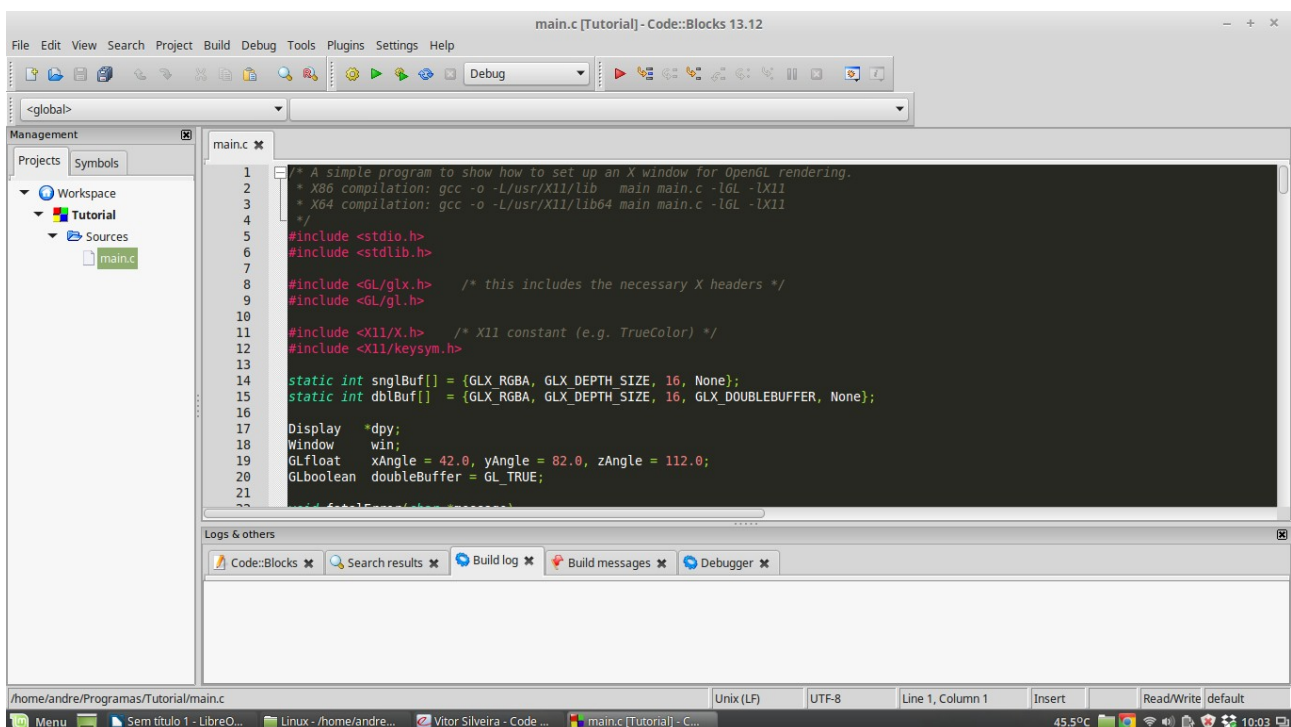 main.c [Tutorial] - Code::Blocks 13.12
File Edit View Search Project Build Debug Tools Plugins Settings Help
Debug
<global>
Management
Projects Symbols
Workspace
Tutorial
Sources
main.c
main.c
1 /* A simple program to show how to set up an X window for OpenGL rendering.
2 * X86 compilation: gcc -o -L/usr/X11/lib   main main.c -lGL -lX11
3 * X64 compilation: gcc -o -L/usr/X11/lib64 main main.c -lGL -lX11
4 */
5 #include <stdio.h>
6 #include <stdlib.h>
7
8 #include <GL/glx.h>    /* this includes the necessary X headers */
9 #include <GL/gl.h>
10
11 #include <X11/X.h>    /* X11 constant (e.g. TrueColor) */
12 #include <X11/keysym.h>
13
14 static int snglBuf[] = {GLX_RGBA, GLX_DEPTH_SIZE, 16, None};
15 static int dblBuf[]  = {GLX_RGBA, GLX_DEPTH_SIZE, 16, GLX_DOUBLEBUFFER, None};
16
17 Display   *dpy;
18 Window     win;
19 GLfloat    xAngle = 42.0, yAngle = 82.0, zAngle = 112.0;
20 GLboolean  doubleBuffer = GL_TRUE;
21
Logs & others
Code::Blocks Search results Build log Build messages Debugger
/home/andre/Programas/Tutorial/main.c Unix (LF) UTF-8 Line 1, Column 1 Insert Read/Write default
Menu Sem título 1 - LibreO... Linux - /home/andre... Vitor Silveira - Code ... main.c [Tutorial] - C... 45.5°C 10:03